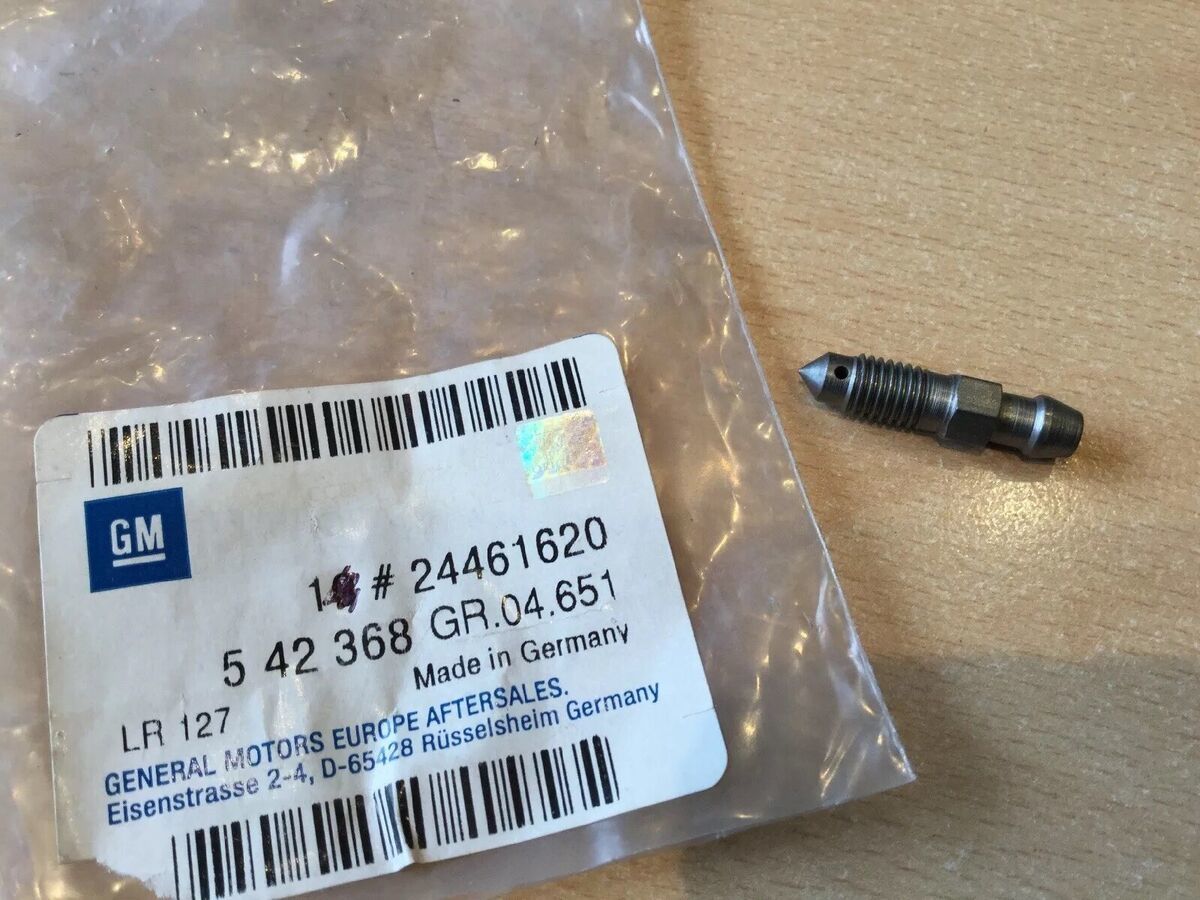 GM
1 # 24461620
5 42 368 GR.04.651
Made in Germany
LR 127
GENERAL MOTORS EUROPE AFTERSALES.
Eisenstrasse 2-4, D-65428 Rüsselsheim Germany